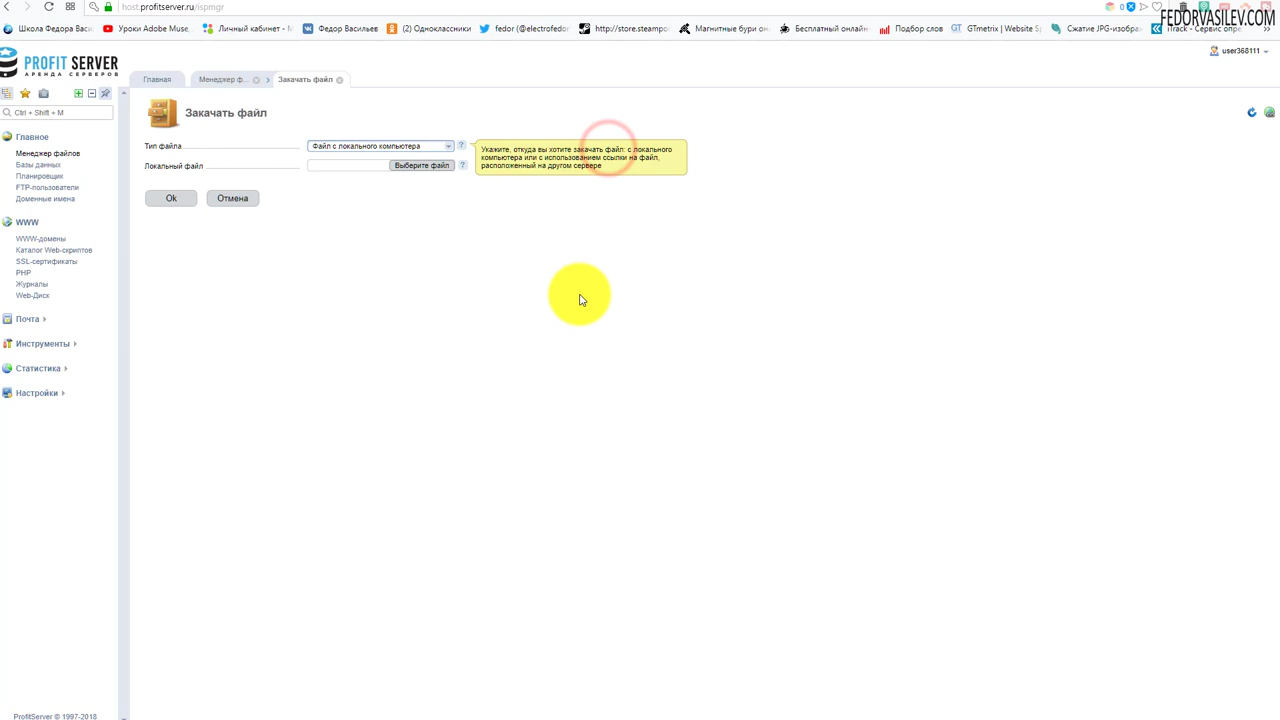 host.profitserver.ru/ispmgr
FEDORVASILEV.COM
Школа Федора Васи.
Уроки Adobe Muse,
Личный кабинет - M
Федор Васильев
(2) Одноклассники
fedor (@electrofedor
http://store.steampo
Магнитные бури он
Бесплатный онлайн
Подбор слов
GTmetrix | Website S
Сжатие JPG-изобра
iTrack - Сервис опре
PROFIT SERVER
АРЕНДА СЕРВЕРОВ
user368111
Главная
Менеджер ф...
Закачать файл
Ctrl + Shift + M
Закачать файл
Тип файла
Файл с локального компьютера
?
Укажите, откуда вы хотите закачать файл: с локального
компьютера или с использованием ссылки на файл,
расположенный на другом сервере
Локальный файл
Выберите файл
?
Ok
Отмена
Главное
Менеджер файлов
Базы данных
Планировщик
FTP-пользователи
Доменные имена
WWW
WWW-домены
Каталог Web-скриптов
SSL-сертификаты
PHP
Журналы
Web-Диск
Почта
Инструменты
Статистика
Настройки
ProfitServer © 1997-2018